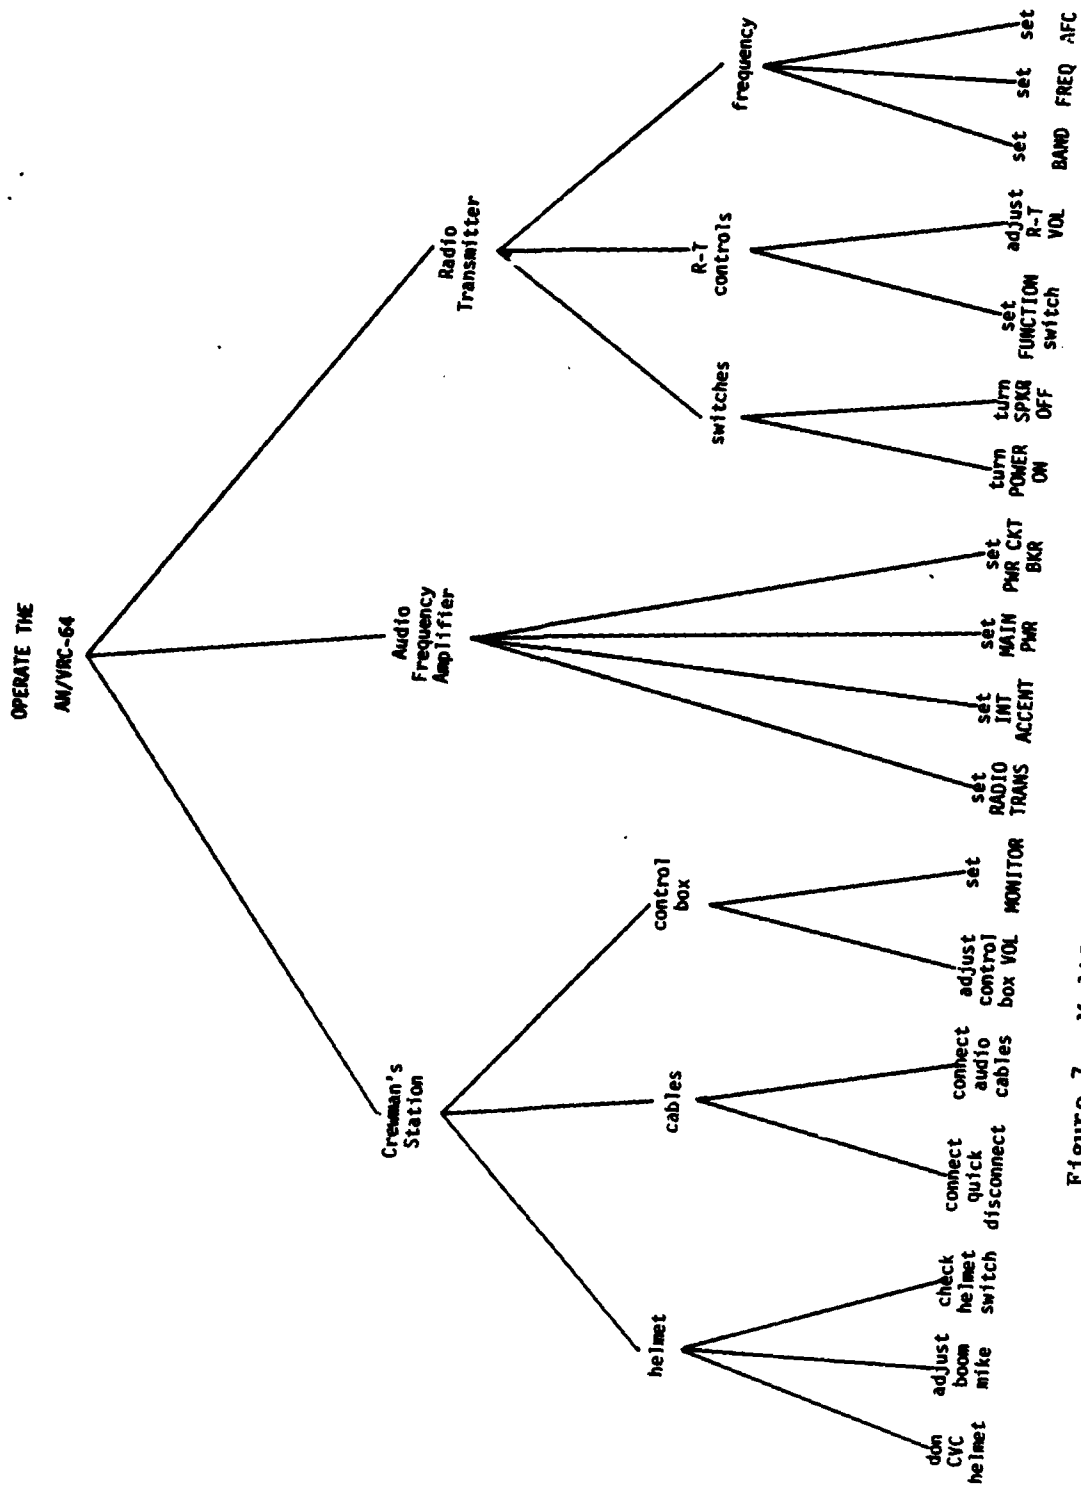 OPERATE THE
AN/VRC-64
Crewman's
Station
Audio
Frequency
Amplifier
Radio
Transmitter
helmet
cables
control
box
switches
R-T
controls
frequency
don
CVC
helmet
adjust
boom
mike
check
helmet
switch
connect
quick
disconnect
connect
audio
cables
adjust
control
box VOL
set
MONITOR
set
RADIO
TRANS
set
INT
ACCENT
set
MAIN
PWR
set
PWR CKT
BKR
turn
POWER
ON
turn
SPKR
OFF
set
FUNCTION
switch
adjust
R-T
VOL
set
BAND
set
FREQ
set
AFC
Figure 7